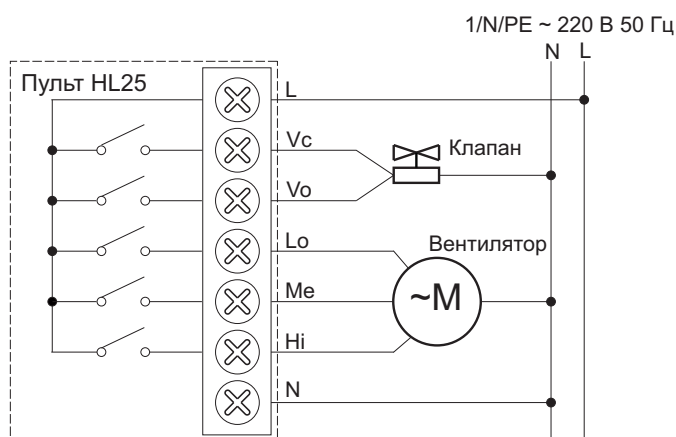 1/N/PE ~ 220 В 50 Гц
N L
Пульт HL25
L
Vc
Клапан
Vo
Lo
Вентилятор
Me
~M
Hi
N